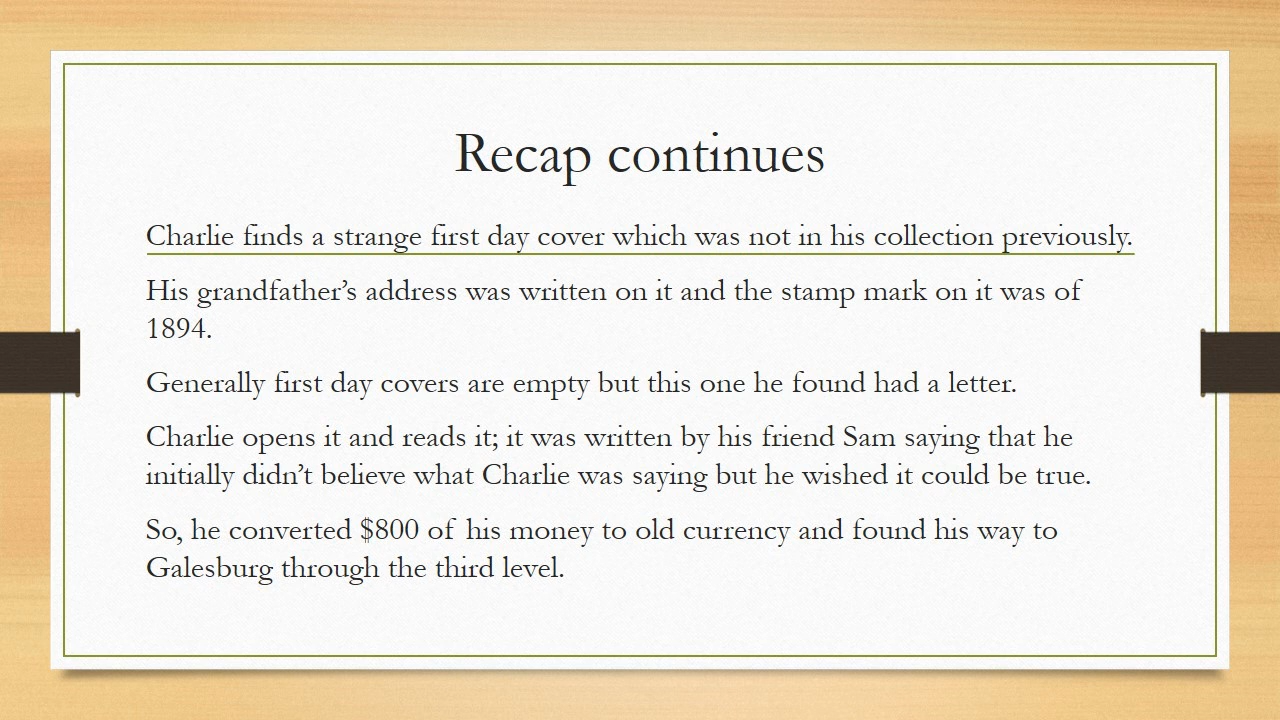 Recap continues
Charlie finds a strange first day cover which was not in his collection previously.
His grandfather’s address was written on it and the stamp mark on it was of
1894.
Generally first day covers are empty but this one he found had a letter.
Charlie opens it and reads it; it was written by his friend Sam saying that he
initially didn’t believe what Charlie was saying but he wished it could be true.
So, he converted $800 of his money to old currency and found his way to
Galesburg through the third level.